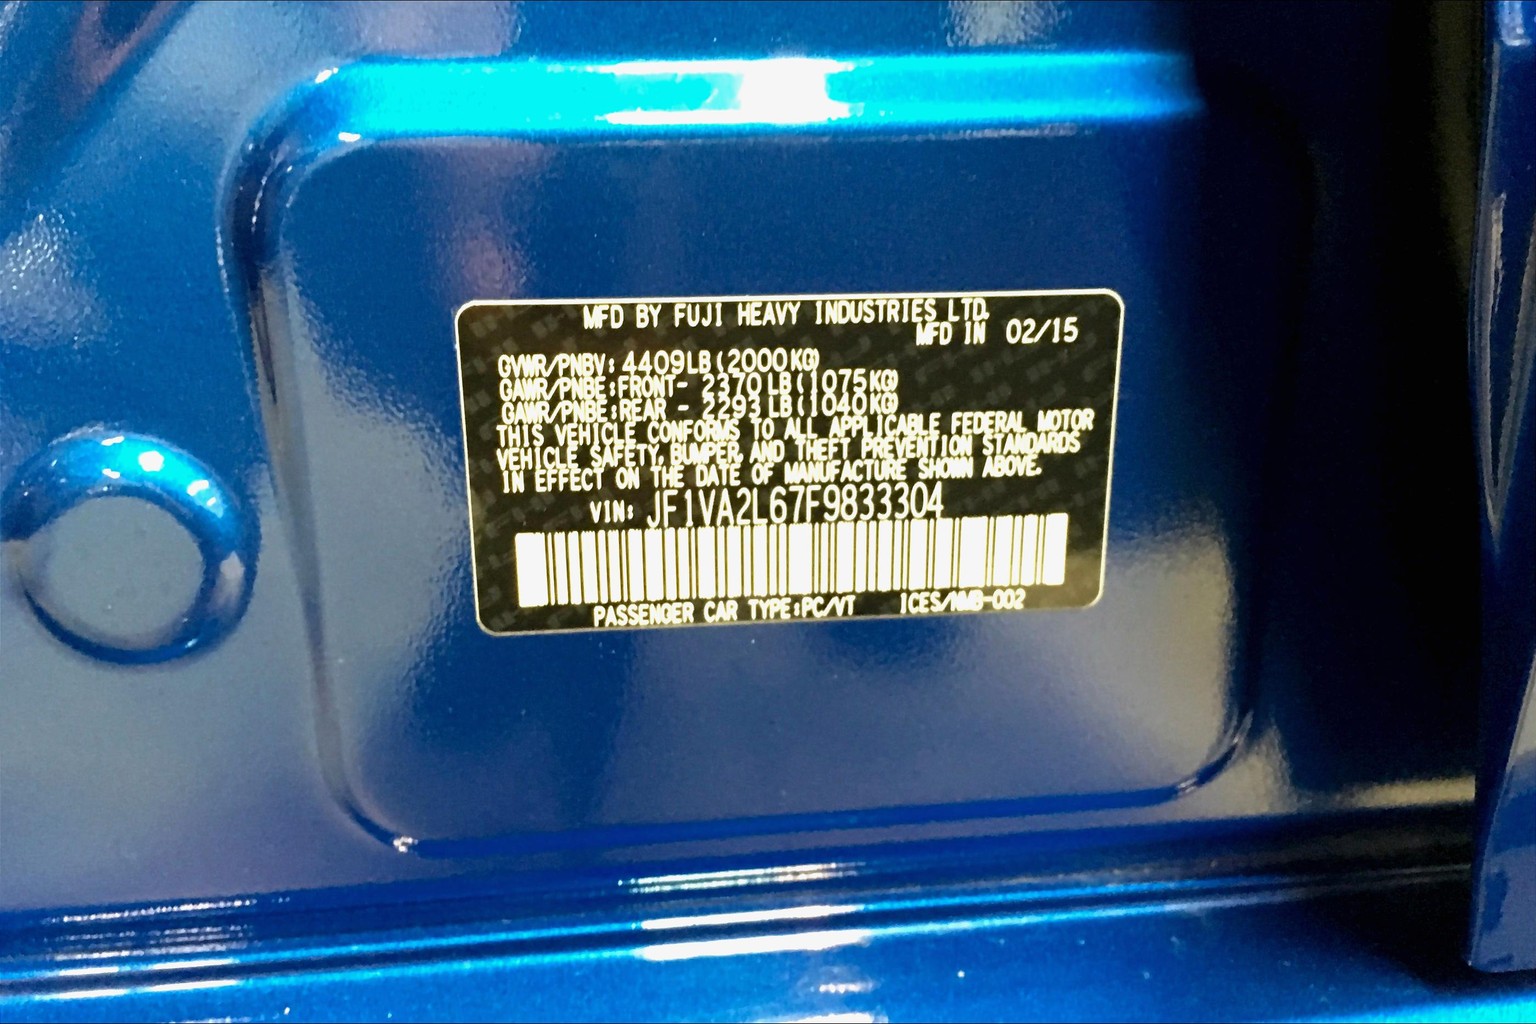 MFD BY FUJI HEAVY INDUSTRIES LTD.
MFD IN 02/15
GVWR/PNBV: 4409LB(2000KG)
GAWR/PNBE:FRONT- 2370LB(1075KG)
GAWR/PNBE:REAR - 2293LB(1040KG)
THIS VEHICLE CONFORMS TO ALL APPLICABLE FEDERAL MOTOR
VEHICLE SAFETY, BUMPER, AND THEFT PREVENTION STANDARDS
IN EFFECT ON THE DATE OF MANUFACTURE SHOWN ABOVE.
VIN: JF1VA2L67F9833304
PASSENGER CAR TYPE:PC/VT ICES/NMB-002